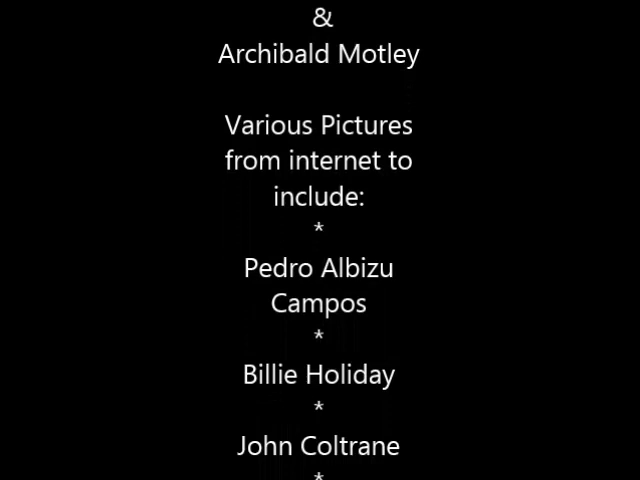 &
Archibald Motley
Various Pictures
from internet to
include:
*
Pedro Albizu
Campos
*
Billie Holiday
*
John Coltrane
*